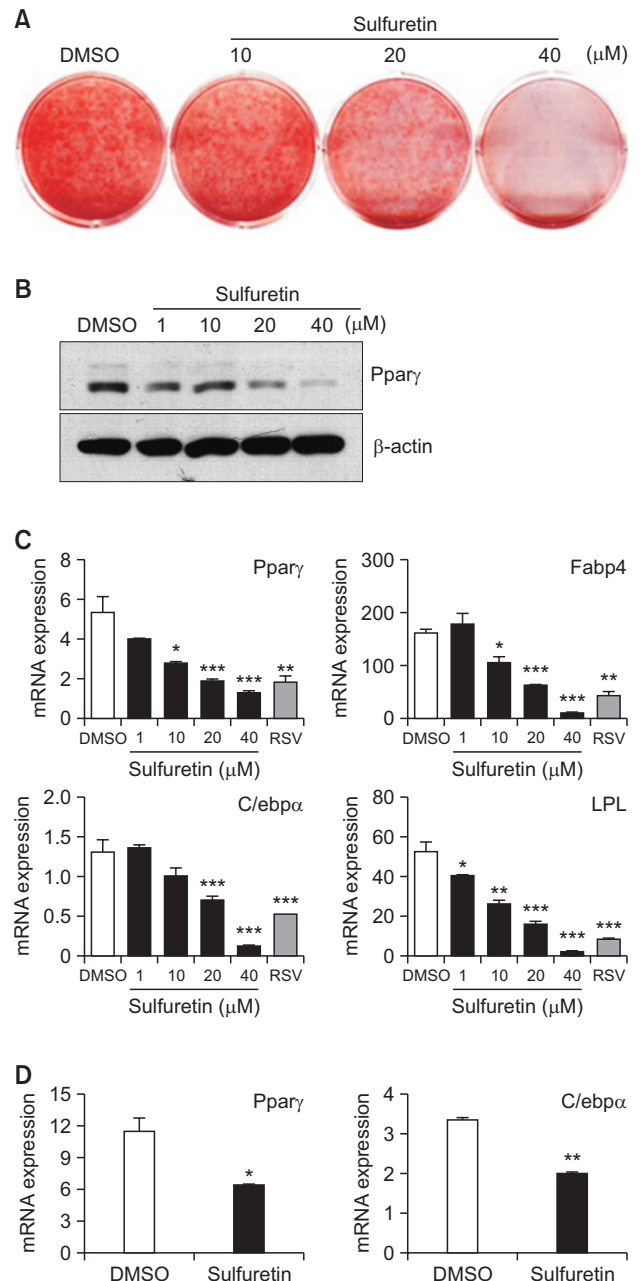 A
Sulfuretin
DMSO 10 20 40 (μM)
B
Sulfuretin
DMSO 1 10 20 40 (μM)
Pparγ
β-actin
C
Pparγ
mRNA expression
8
6
4
2
0
* *** *** **
DMSO 1 10 20 40 RSV
Sulfuretin (μM)
Fabp4
mRNA expression
300
200
100
0
* *** *** **
DMSO 1 10 20 40 RSV
Sulfuretin (μM)
C/ebpα
mRNA expression
1.5
1.0
0.5
0
*** *** ***
DMSO 1 10 20 40 RSV
Sulfuretin (μM)
LPL
mRNA expression
80
60
40
20
0
* ** *** *** ***
DMSO 1 10 20 40 RSV
Sulfuretin (μM)
D
Pparγ
mRNA expression
15
12
9
6
3
0
*
DMSO Sulfuretin
C/ebpα
mRNA expression
4
3
2
1
0
**
DMSO Sulfuretin